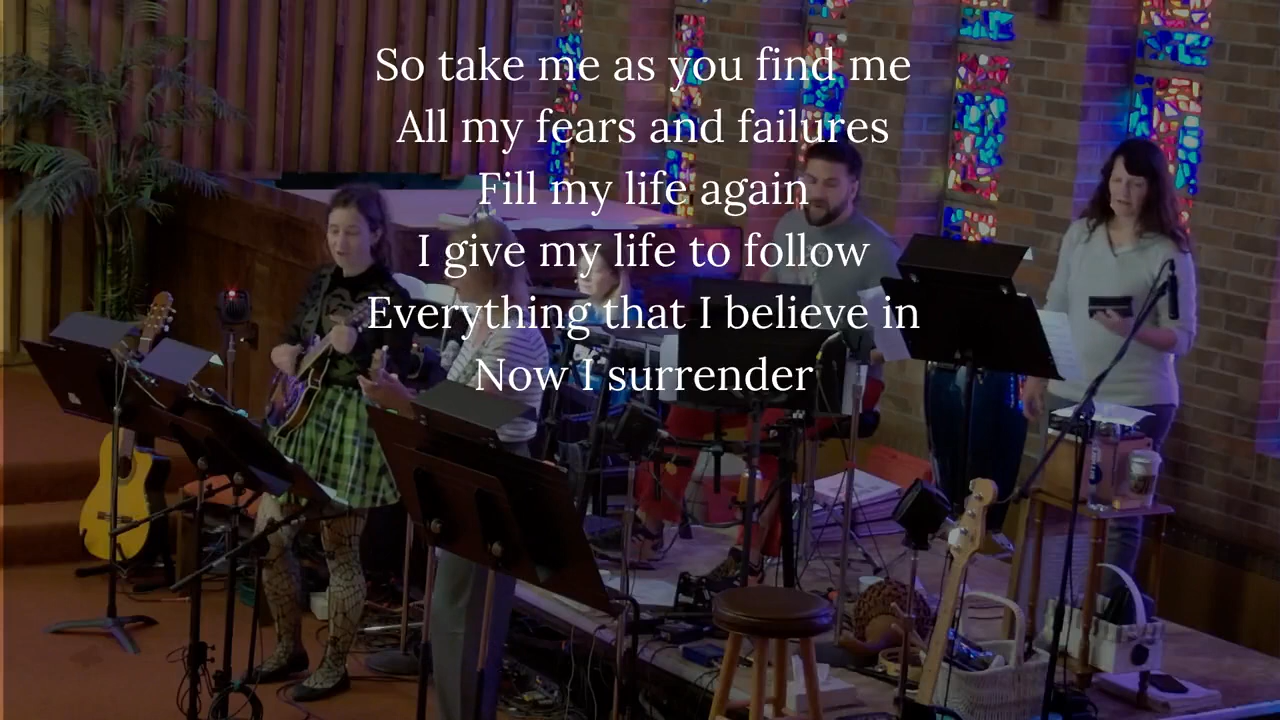 So take me as you find me
All my fears and failures
Fill my life again
I give my life to follow
Everything that I believe in
Now I surrender